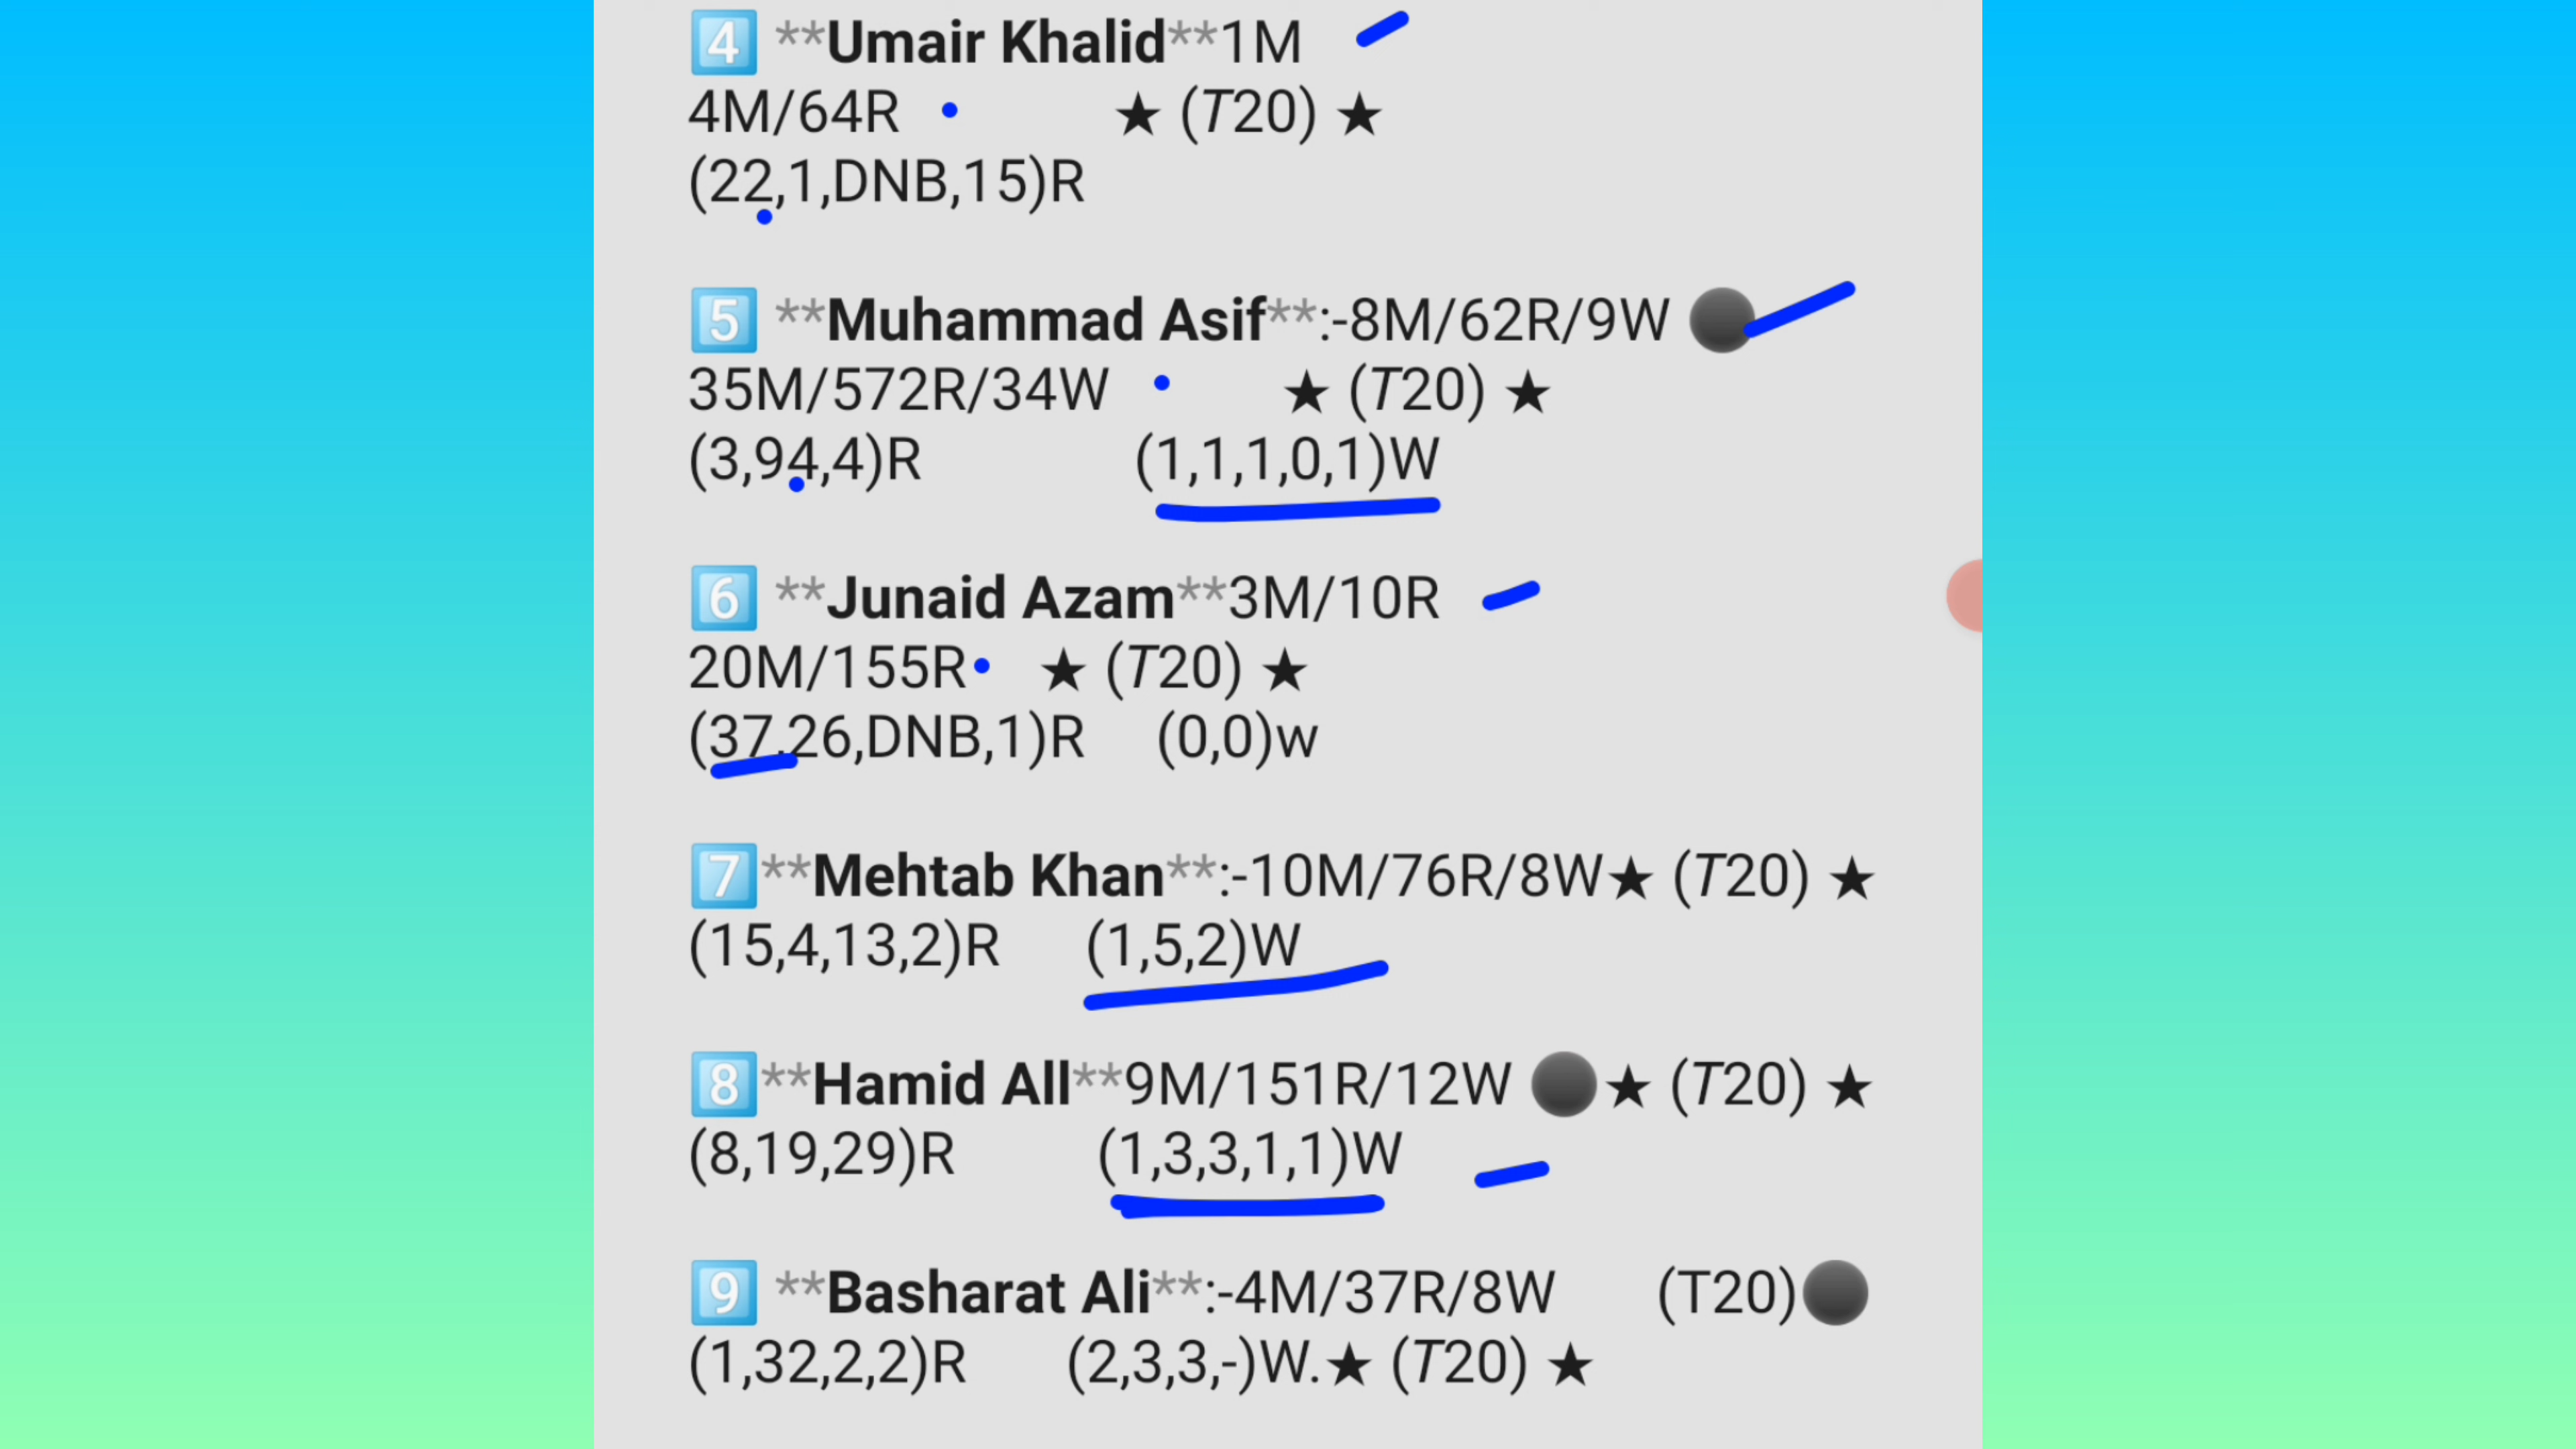 4️⃣ **Umair Khalid**1M
4M/64R ★ (T20) ★
(22,1,DNB,15)R
5️⃣ **Muhammad Asif**:-8M/62R/9W ⚫
35M/572R/34W ★ (T20) ★
(3,94,4)R (1,1,1,0,1)W
6️⃣ **Junaid Azam**3M/10R
20M/155R ★ (T20) ★
(37,26,DNB,1)R (0,0)w
7️⃣**Mehtab Khan**:-10M/76R/8W★ (T20) ★
(15,4,13,2)R (1,5,2)W
8️⃣**Hamid All**9M/151R/12W ⚫★ (T20) ★
(8,19,29)R (1,3,3,1,1)W
9️⃣ **Basharat Ali**:-4M/37R/8W (T20)⚫
(1,32,2,2)R (2,3,3,-)W.★ (T20) ★